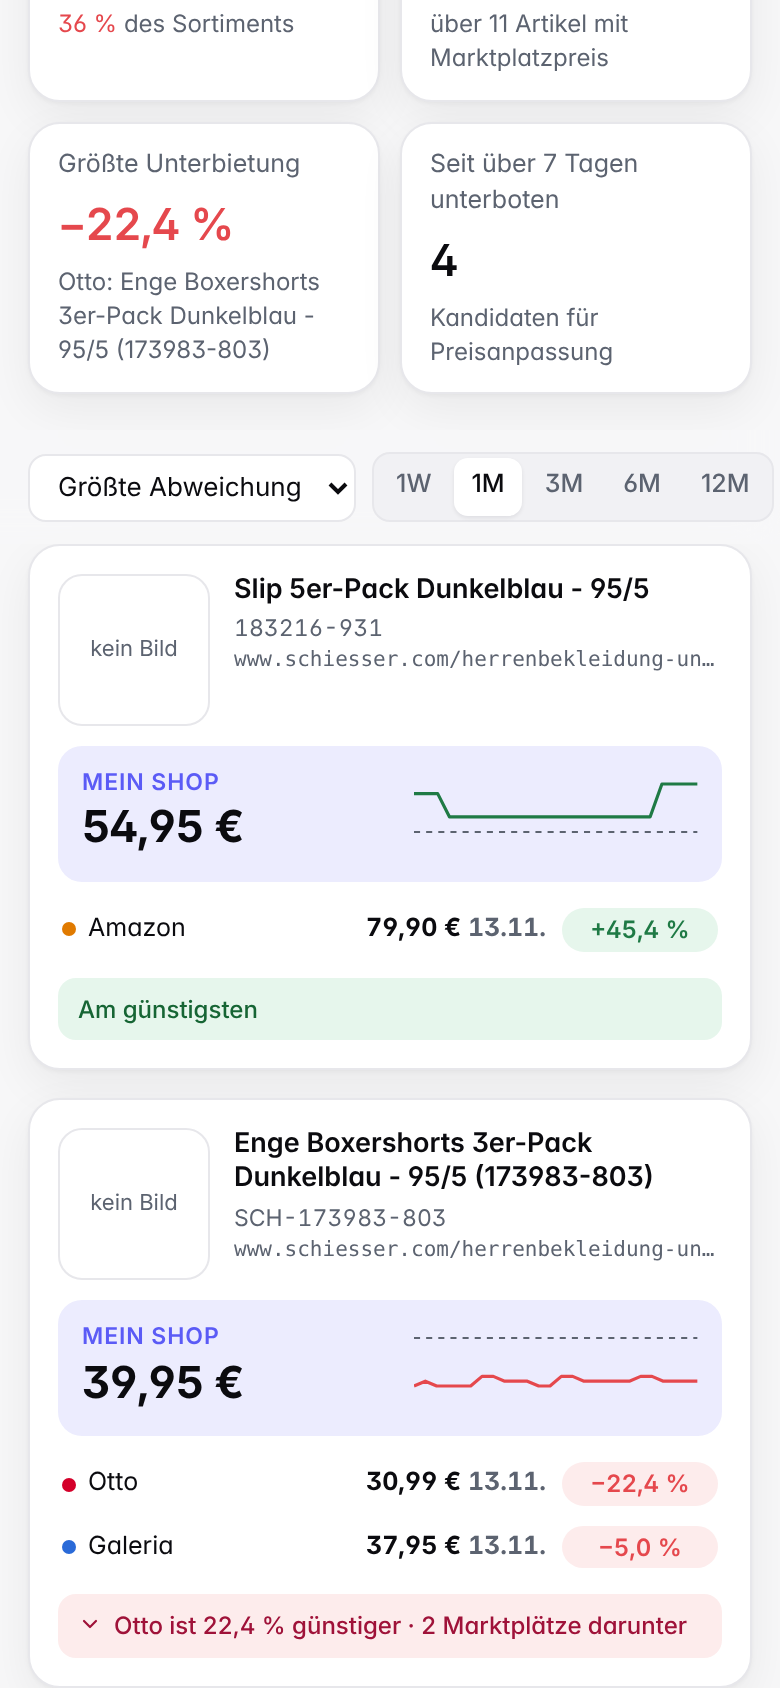 36 % des Sortiments
über 11 Artikel mit
Marktplatzpreis
Größte Unterbietung
−22,4 %
Otto: Enge Boxershorts
3er-Pack Dunkelblau -
95/5 (173983-803)
Seit über 7 Tagen
unterboten
4
Kandidaten für
Preisanpassung
Größte Abweichung
1W 1M 3M 6M 12M
kein Bild
Slip 5er-Pack Dunkelblau - 95/5
183216-931
www.schiesser.com/herrenbekleidung-un…
MEIN SHOP
54,95 €
Amazon 79,90 € 13.11. +45,4 %
Am günstigsten
kein Bild
Enge Boxershorts 3er-Pack
Dunkelblau - 95/5 (173983-803)
SCH-173983-803
www.schiesser.com/herrenbekleidung-un…
MEIN SHOP
39,95 €
Otto 30,99 € 13.11. −22,4 %
Galeria 37,95 € 13.11. −5,0 %
Otto ist 22,4 % günstiger · 2 Marktplätze darunter